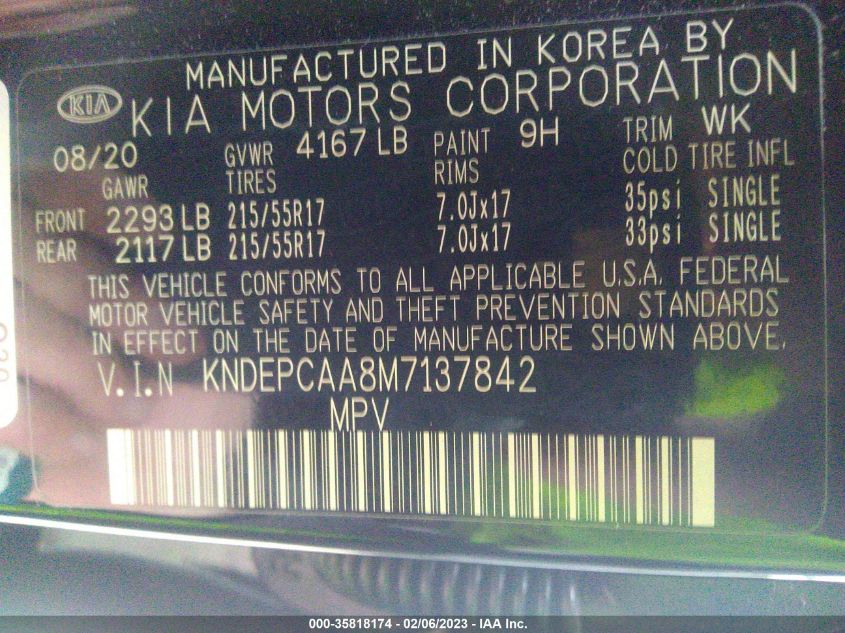 MANUFACTURED IN KOREA BY
KIA KIA MOTORS CORPORATION
08/20 GVWR 4167 LB PAINT 9H TRIM WK
GAWR TIRES RIMS COLD TIRE INFL
FRONT 2293 LB 215/55R17 7.0Jx17 35psi SINGLE
REAR 2117 LB 215/55R17 7.0Jx17 33psi SINGLE
THIS VEHICLE CONFORMS TO ALL APPLICABLE U.S.A. FEDERAL
MOTOR VEHICLE SAFETY AND THEFT PREVENTION STANDARDS
IN EFFECT ON THE DATE OF MANUFACTURE SHOWN ABOVE.
V.I.N KNDEPCAA8M7137842
MPV
000-35818174 - 02/06/2023 - IAA Inc.